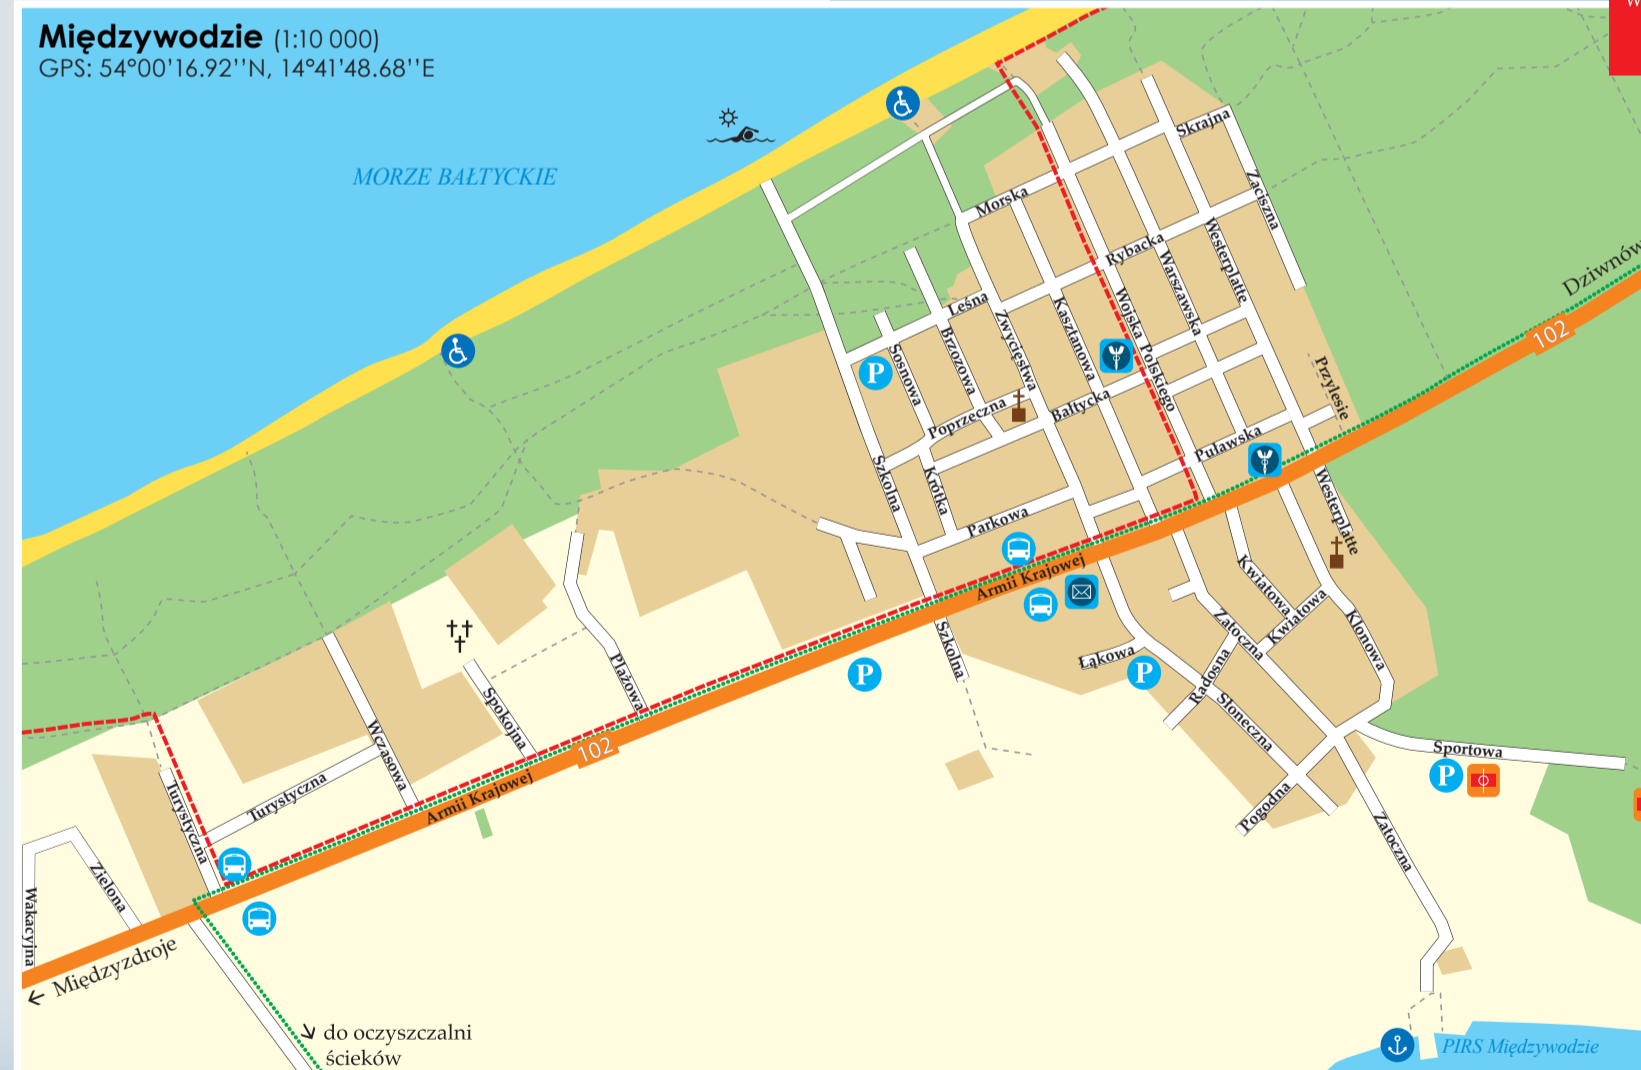 Międzywodzie (1:10 000)
GPS: 54°00'16.92''N, 14°41'48.68''E
MORZE BAŁTYCKIE
Skrajna
Zaciszna
Morska
Rybacka
Westerplatte
Warszawska
Dziwnów
102
Leśna
Zwycięstwa
Kasztanowa
Wojska Polskiego
Sosnowa
Brzozowa
P
Przylesie
Poprzeczna
Bałtycka
Puławska
Szkolna
Krótka
Parkowa
Westerplatte
Armii Krajowej
Kwiatowa
Kwiatowa
Zatoczna
Klonowa
Szkolna
Łąkowa
P
P
Radosna
Słoneczna
Plażowa
Spokojna
Wczasowa
102
Armii Krajowej
Turystyczna
Turystyczna
Sportowa
P
Pogodna
Zatoczna
Zielona
Wakacyjna
← Międzyzdroje
↘ do oczyszczalni
ścieków
PIRS Międzywodzie